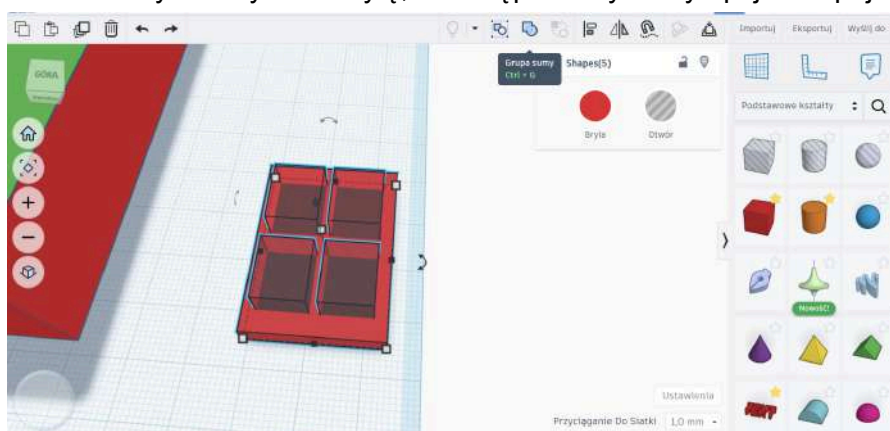 Importuj Eksportuj Wyślij do
GÓRA
Grupa sumy
Ctrl + G
Shapes(5)
Bryła Otwór
Podstawowe kształty
Nowość!
Ustawienia
Przyciąganie Do Siatki 1,0 mm